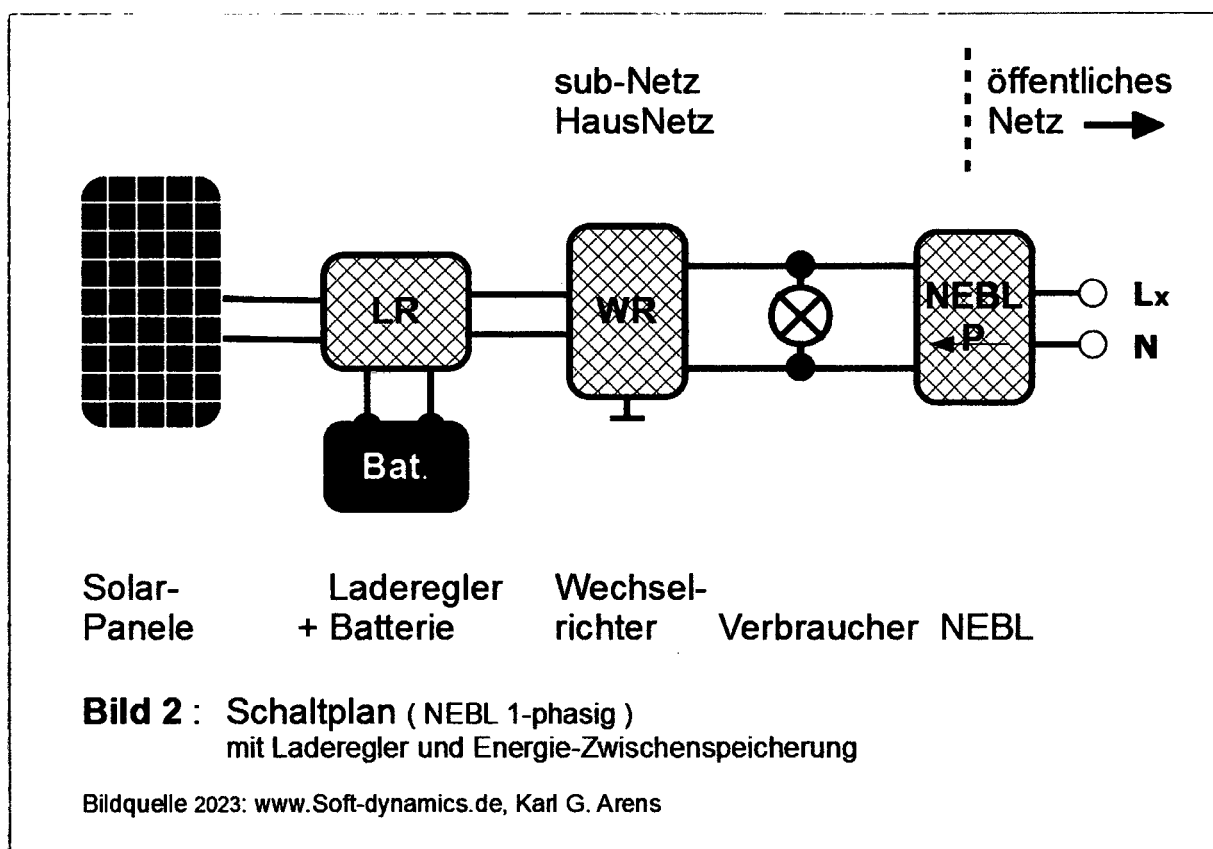 sub-Netz
HausNetz
öffentliches
Netz
LR
WR
NEBL
P
Lx
N
Bat.
Solar-
Panele
Laderegler
+ Batterie
Wechsel-
richter
Verbraucher
NEBL
Bild 2 : Schaltplan ( NEBL 1-phasig )
mit Laderegler und Energie-Zwischenspeicherung
Bildquelle 2023: www.Soft-dynamics.de, Karl G. Arens